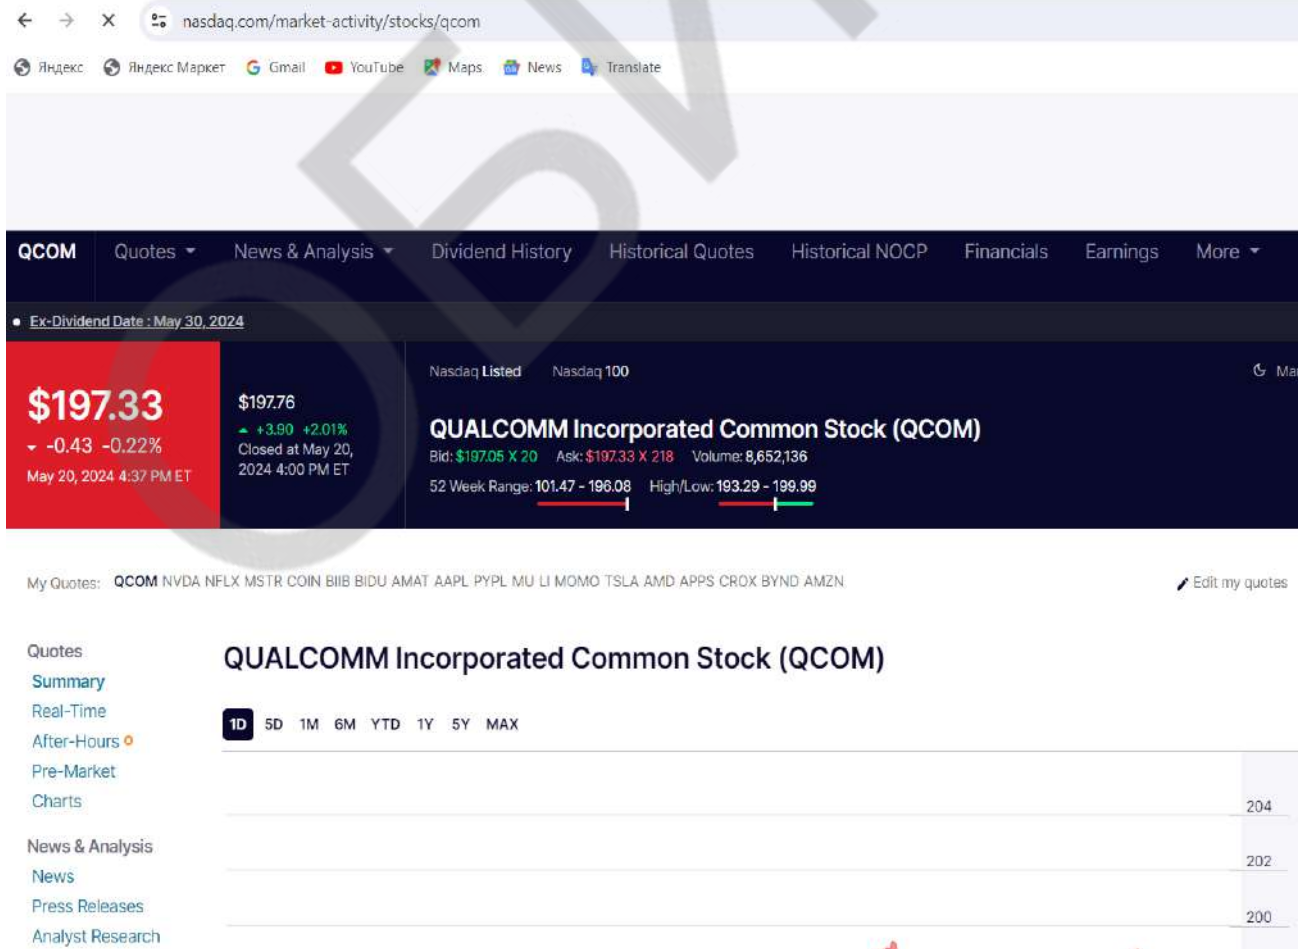 nasdaq.com/market-activity/stocks/qcom
Яндекс Яндекс Маркет Gmail YouTube Maps News Translate
QCOM Quotes News & Analysis Dividend History Historical Quotes Historical NOCP Financials Earnings More
Ex-Dividend Date : May 30, 2024
Nasdaq Listed Nasdaq 100
$197.33
-0.43 -0.22%
May 20, 2024 4:37 PM ET
$197.76
+3.90 +2.01%
Closed at May 20,
2024 4:00 PM ET
QUALCOMM Incorporated Common Stock (QCOM)
Bid: $197.05 X 20 Ask: $197.33 X 218 Volume: 8,652,136
52 Week Range: 101.47 - 196.08 High/Low: 193.29 - 199.99
My Quotes: QCOM NVDA NFLX MSTR COIN BIIB BIDU AMAT AAPL PYPL MU LI MOMO TSLA AMD APPS CROX BYND AMZN
Edit my quotes
Quotes
Summary
Real-Time
After-Hours
Pre-Market
Charts
News & Analysis
News
Press Releases
Analyst Research
QUALCOMM Incorporated Common Stock (QCOM)
1D 5D 1M 6M YTD 1Y 5Y MAX
204
202
200